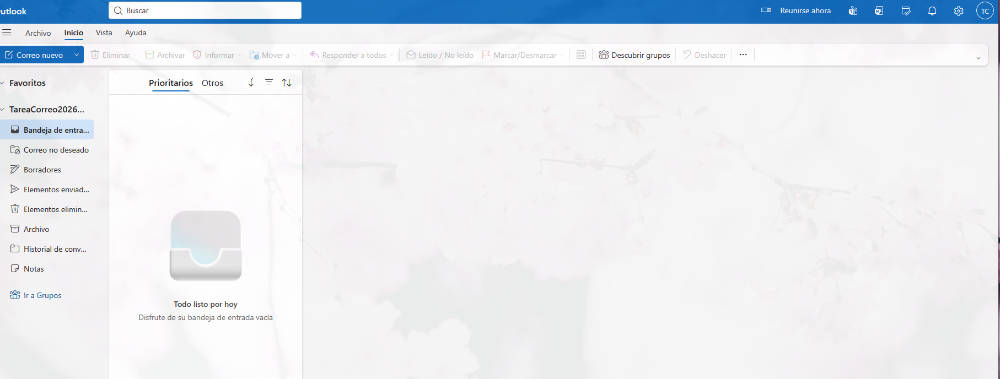 utlook
Buscar
Reunirse ahora
TC
Archivo Inicio Vista Ayuda
Correo nuevo Eliminar Archivar Informar Mover a Responder a todos Leído / No leído Marcar/Desmarcar Descubrir grupos Deshacer ...
Favoritos
TareaCorreo2026...
Bandeja de entra...
Correo no deseado
Borradores
Elementos enviad...
Elementos elimin...
Archivo
Historial de conv...
Notas
Ir a Grupos
Prioritarios Otros
Todo listo por hoy
Disfrute de su bandeja de entrada vacía